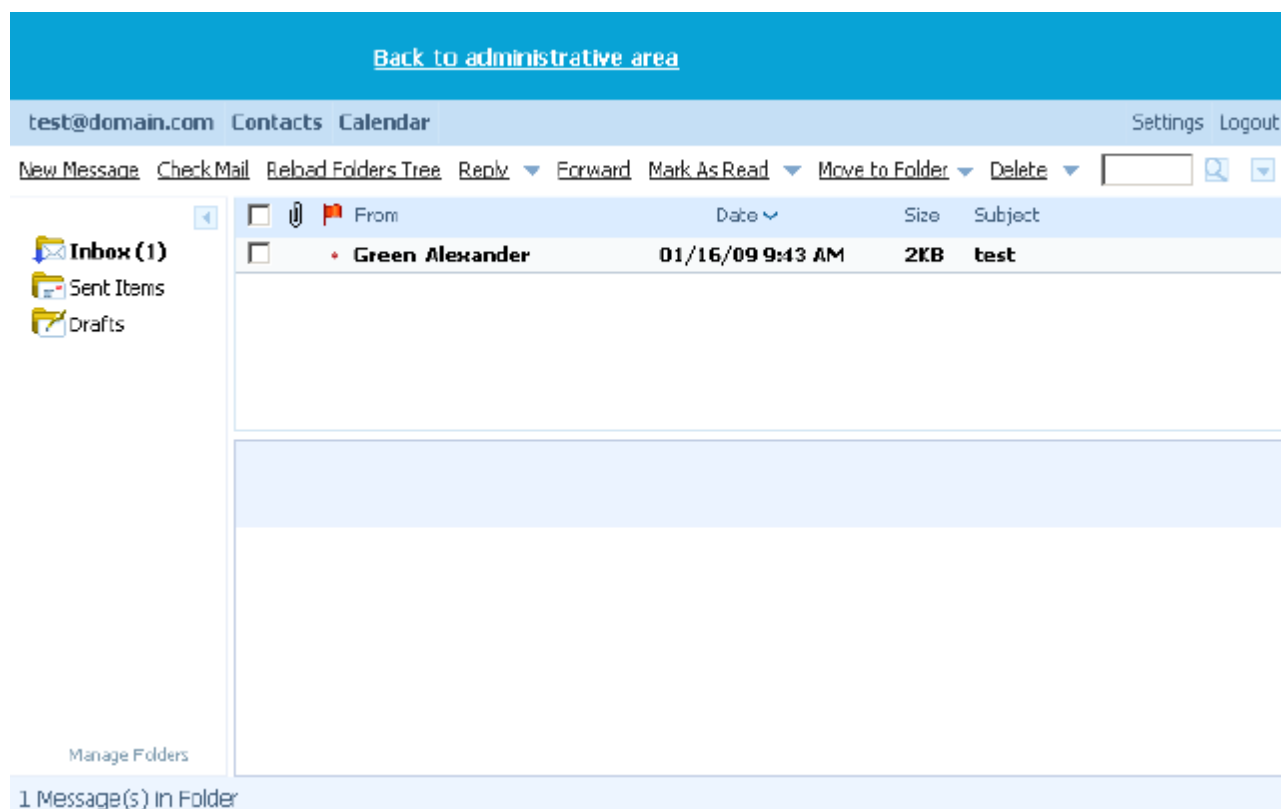 Back to administrative area
test@domain.com Contacts Calendar Settings Logout
New Message Check Mail Reload Folders Tree Reply Forward Mark As Read Move to Folder Delete
From Date Size Subject
Inbox (1)
Green Alexander 01/16/09 9:43 AM 2KB test
Sent Items
Drafts
Manage Folders
1 Message(s) in Folder